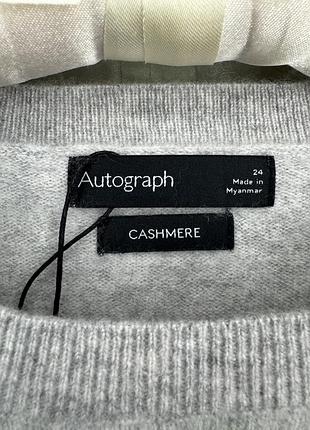 Autograph
24
Made in
Myanmar
CASHMERE